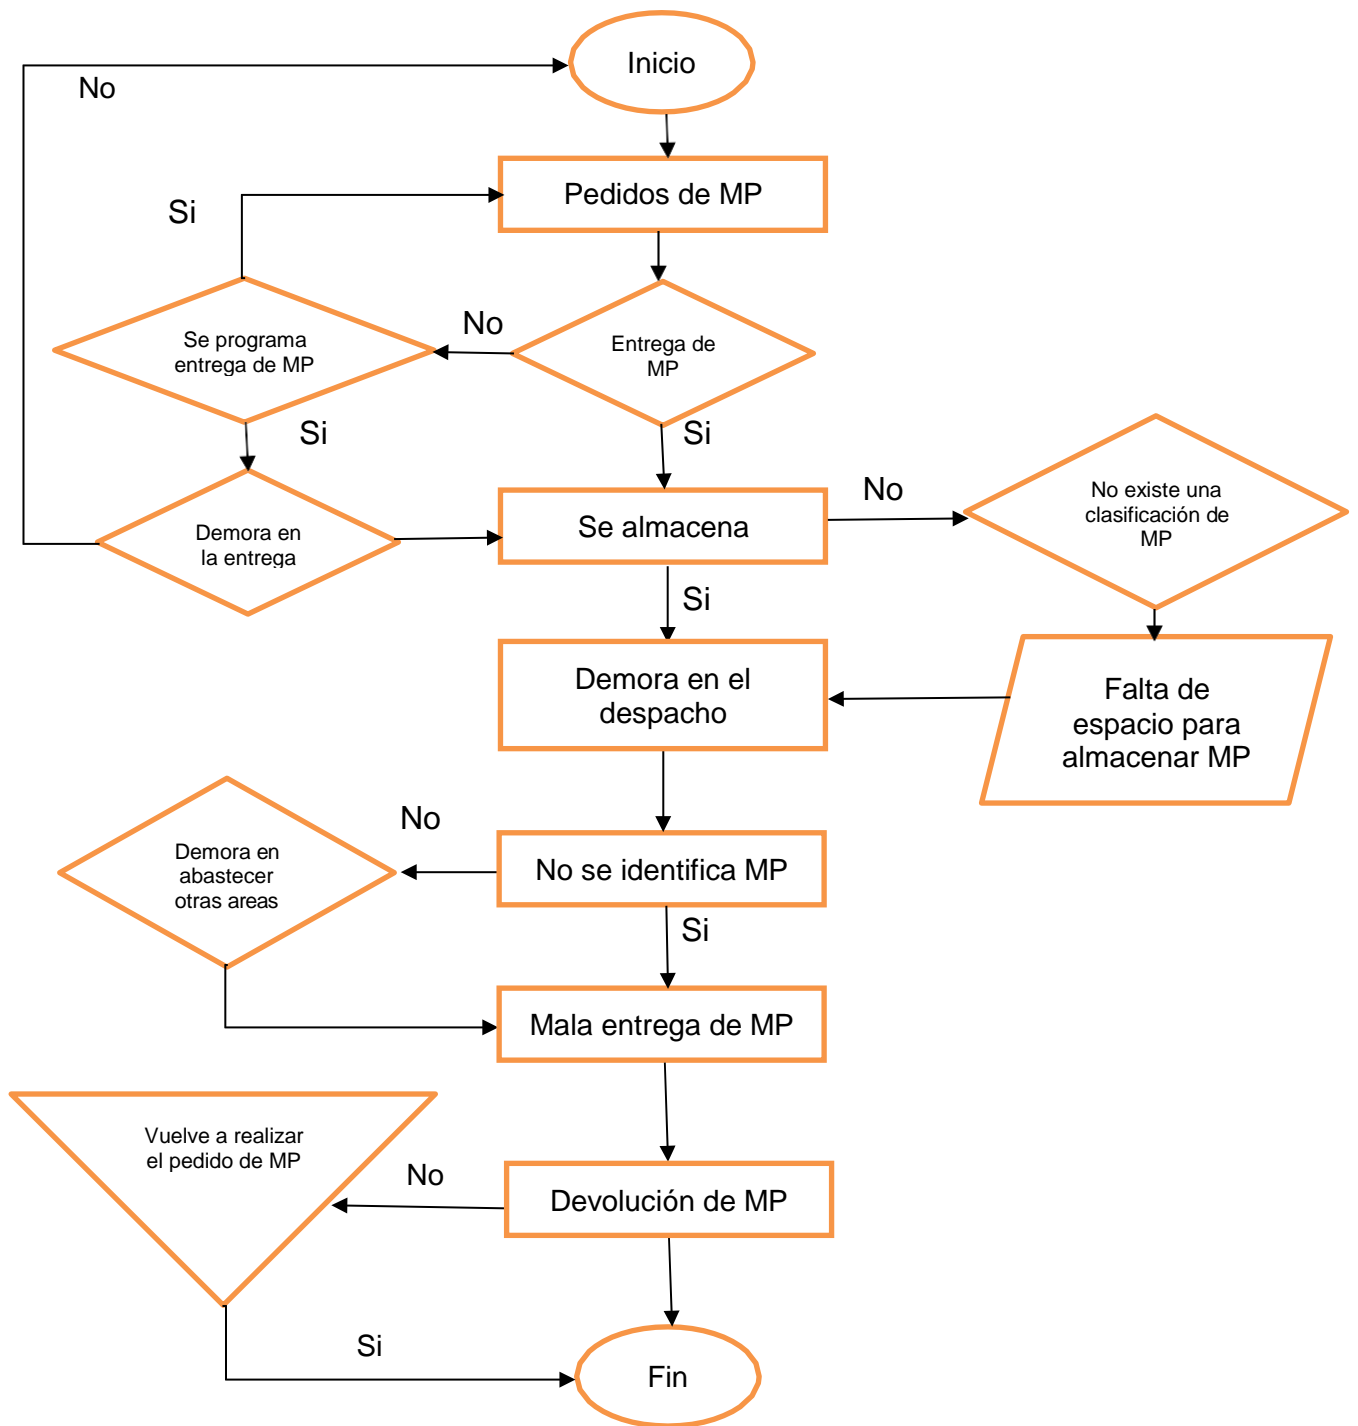 Inicio
No
Pedidos de MP
Si
Se programa
entrega de MP
No
Entrega de
MP
Si
Si
Demora en
la entrega
Se almacena
No
No existe una
clasificación de
MP
Si
Demora en el
despacho
Falta de
espacio para
almacenar MP
Demora en
abastecer
otras areas
No
No se identifica MP
Si
Mala entrega de MP
Vuelve a realizar
el pedido de MP
No
Devolución de MP
Si
Fin